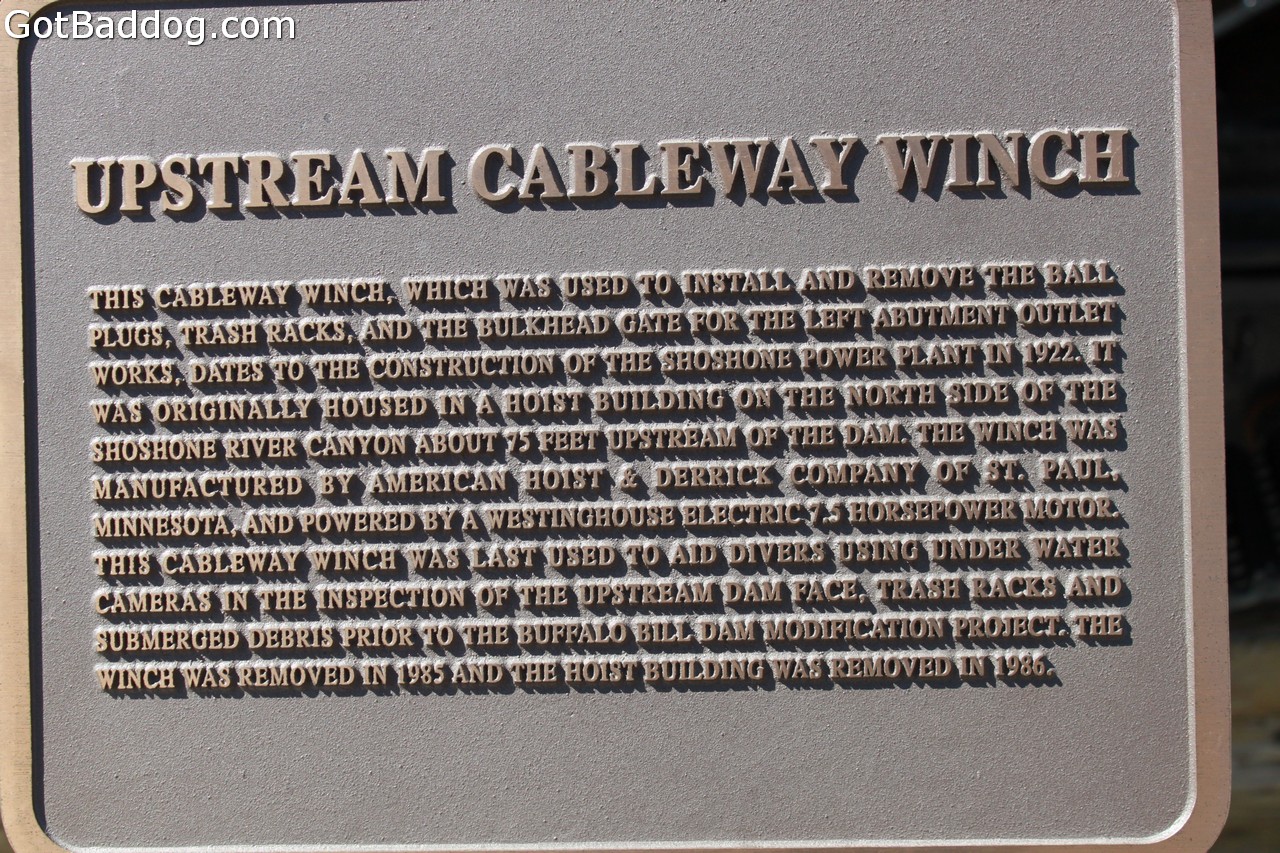 GotBaddog.com
UPSTREAM CABLEWAY WINCH
THIS CABLEWAY WINCH, WHICH WAS USED TO INSTALL AND REMOVE THE BALL
PLUGS, TRASH RACKS, AND THE BULKHEAD GATE FOR THE LEFT ABUTMENT OUTLET
WORKS, DATES TO THE CONSTRUCTION OF THE SHOSHONE POWER PLANT IN 1922. IT
WAS ORIGINALLY HOUSED IN A HOIST BUILDING ON THE NORTH SIDE OF THE
SHOSHONE RIVER CANYON ABOUT 75 FEET UPSTREAM OF THE DAM. THE WINCH WAS
MANUFACTURED BY AMERICAN HOIST & DERRICK COMPANY OF ST. PAUL,
MINNESOTA, AND POWERED BY A WESTINGHOUSE ELECTRIC 7.5 HORSEPOWER MOTOR.
THIS CABLEWAY WINCH WAS LAST USED TO AID DIVERS USING UNDER WATER
CAMERAS IN THE INSPECTION OF THE UPSTREAM DAM FACE, TRASH RACKS AND
SUBMERGED DEBRIS PRIOR TO THE BUFFALO BILL DAM MODIFICATION PROJECT. THE
WINCH WAS REMOVED IN 1985 AND THE HOIST BUILDING WAS REMOVED IN 1986.